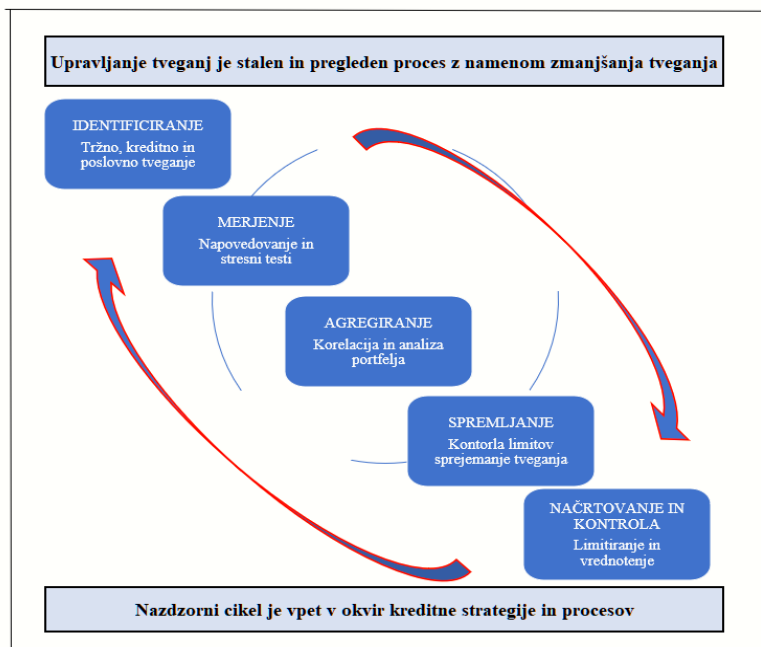 Upravljanje tveganj je stalen in pregleden proces z namenom zmanjšanja tveganja
IDENTIFICIRANJE
Tržno, kreditno in
poslovno tveganje
MERJENJE
Napovedovanje in
stresni testi
AGREGIRANJE
Korelacija in analiza
portfelja
SPREMLJANJE
Kontorla limitov
sprejemanje tveganja
NAČRTOVANJE IN
KONTROLA
Limitiranje in
vrednotenje
Nazdzorni cikel je vpet v okvir kreditne strategije in procesov